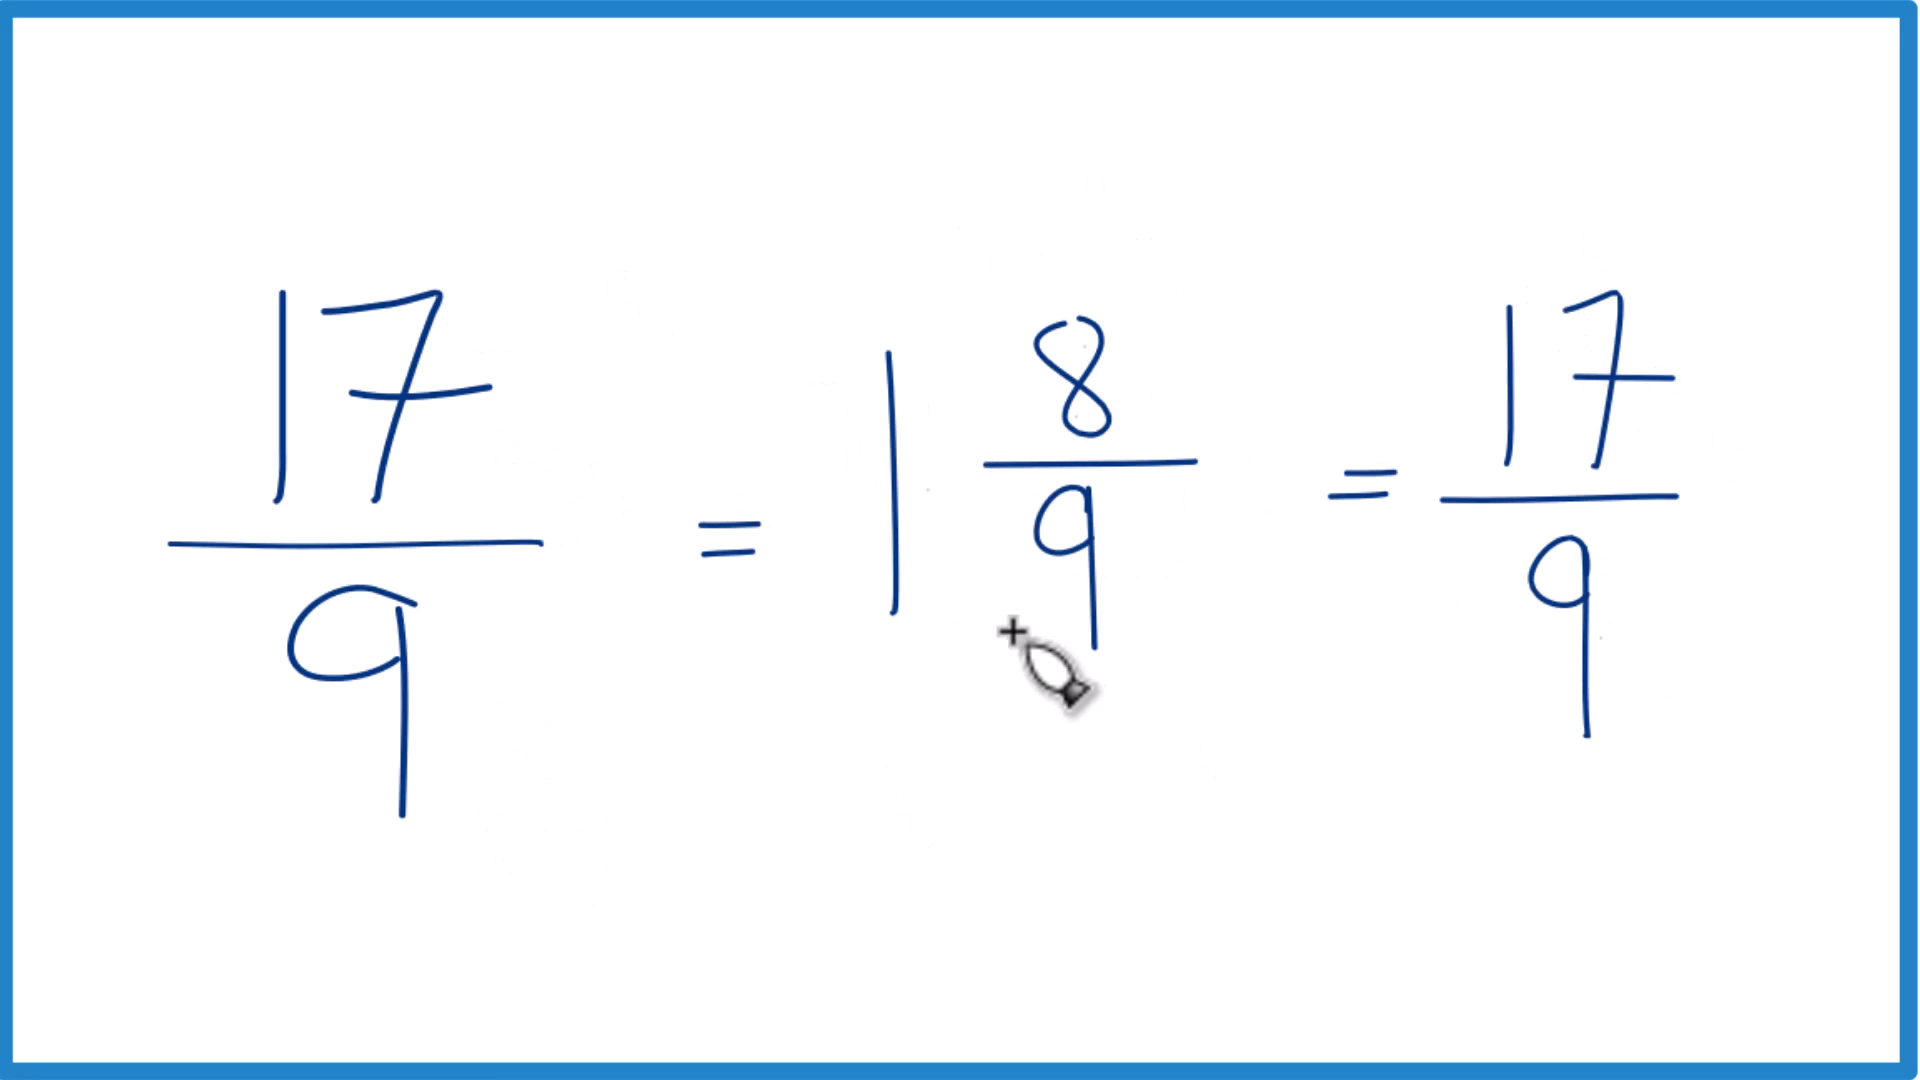 17/9 = 1 8/9 = 17/9